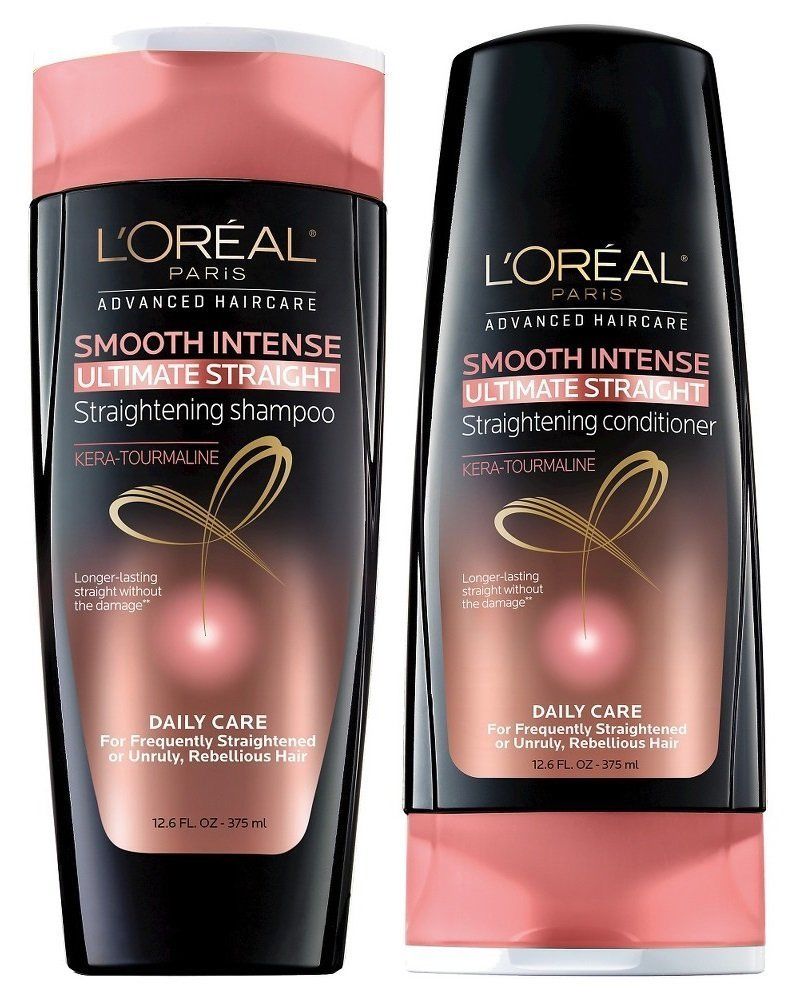 L'ORÉAL®
PARiS
ADVANCED HAIRCARE
SMOOTH INTENSE
ULTIMATE STRAIGHT
Straightening shampoo
KERA-TOURMALINE
Longer-lasting
straight without
the damage**
DAILY CARE
For Frequently Straightened
or Unruly, Rebellious Hair
12.6 FL. OZ - 375 ml
L'ORÉAL®
PARiS
ADVANCED HAIRCARE
SMOOTH INTENSE
ULTIMATE STRAIGHT
Straightening conditioner
KERA-TOURMALINE
Longer-lasting
straight without
the damage**
DAILY CARE
For Frequently Straightened
or Unruly, Rebellious Hair
12.6 FL. OZ - 375 ml